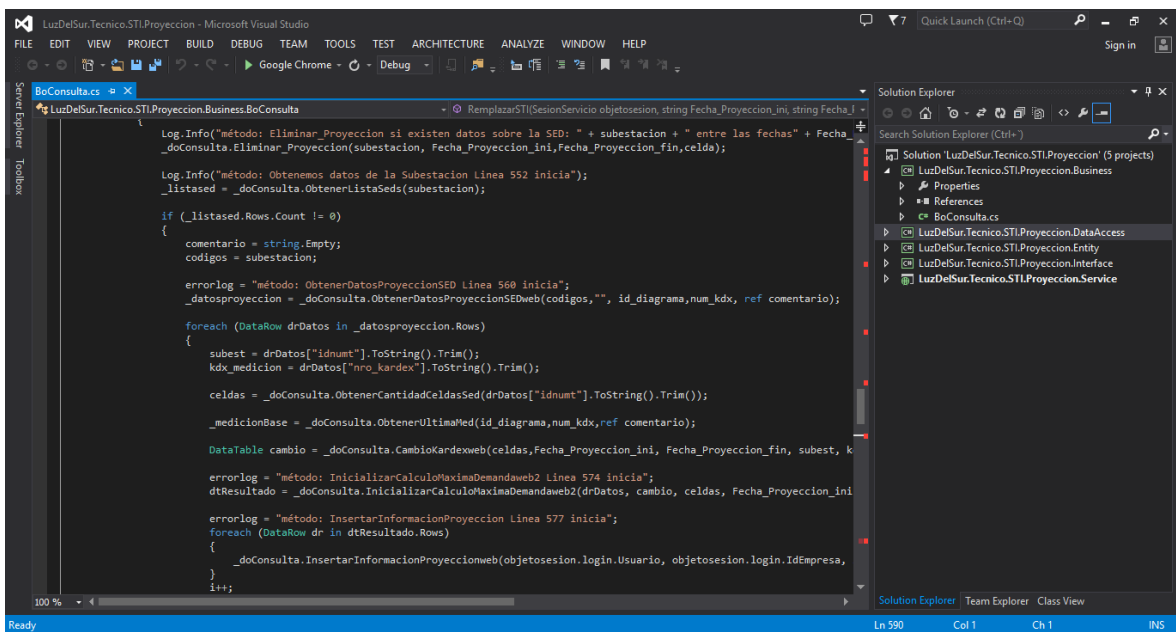 LuzDelSur.Tecnico.STI.Proyeccion - Microsoft Visual Studio
7 Quick Launch (Ctrl+Q)
FILE EDIT VIEW PROJECT BUILD DEBUG TEAM TOOLS TEST ARCHITECTURE ANALYZE WINDOW HELP
Sign in
Google Chrome Debug
Server Explorer
Toolbox
BoConsulta.cs
LuzDelSur.Tecnico.STI.Proyeccion.Business.BoConsulta
RemplazarSTI(SesionServicio objetosesion, string Fecha_Proyeccion_ini, string Fecha_
{
Log.Info("método: Eliminar_Proyeccion si existen datos sobre la SED: " + subestacion + " entre las fechas" + Fecha_
_doConsulta.Eliminar_Proyeccion(subestacion, Fecha_Proyeccion_ini,Fecha_Proyeccion_fin,celda);
Log.Info("método: Obtenemos datos de la Subestacion Linea 552 inicia");
_listased = _doConsulta.ObtenerListaSeds(subestacion);
if (_listased.Rows.Count != 0)
{
comentario = string.Empty;
codigos = subestacion;
errorlog = "método: ObtenerDatosProyeccionSED Linea 560 inicia";
_datosproyeccion = _doConsulta.ObtenerDatosProyeccionSEDweb(codigos,"", id_diagrama,num_kdx, ref comentario);
foreach (DataRow drDatos in _datosproyeccion.Rows)
{
subest = drDatos["idnumt"].ToString().Trim();
kdx_medicion = drDatos["nro_kardex"].ToString().Trim();
celdas = _doConsulta.ObtenerCantidadCeldasSed(drDatos["idnumt"].ToString().Trim());
_medicionBase = _doConsulta.ObtenerUltimaMed(id_diagrama,num_kdx,ref comentario);
DataTable cambio = _doConsulta.CambioKardexweb(celdas,Fecha_Proyeccion_ini, Fecha_Proyeccion_fin, subest, k
errorlog = "método: InicializarCalculoMaximaDemandaweb2 Linea 574 inicia";
dtResultado = _doConsulta.InicializarCalculoMaximaDemandaweb2(drDatos, cambio, celdas, Fecha_Proyeccion_ini
errorlog = "método: InsertarInformacionProyeccion Linea 577 inicia";
foreach (DataRow dr in dtResultado.Rows)
{
_doConsulta.InsertarInformacionProyeccionweb(objetosesion.login.Usuario, objetosesion.login.IdEmpresa,
}
i++;
100 %
Solution Explorer
Search Solution Explorer (Ctrl+')
Solution 'LuzDelSur.Tecnico.STI.Proyeccion' (5 projects)
LuzDelSur.Tecnico.STI.Proyeccion.Business
Properties
References
C# BoConsulta.cs
LuzDelSur.Tecnico.STI.Proyeccion.DataAccess
LuzDelSur.Tecnico.STI.Proyeccion.Entity
LuzDelSur.Tecnico.STI.Proyeccion.Interface
LuzDelSur.Tecnico.STI.Proyeccion.Service
Solution Explorer Team Explorer Class View
Ready Ln 590 Col 1 Ch 1 INS